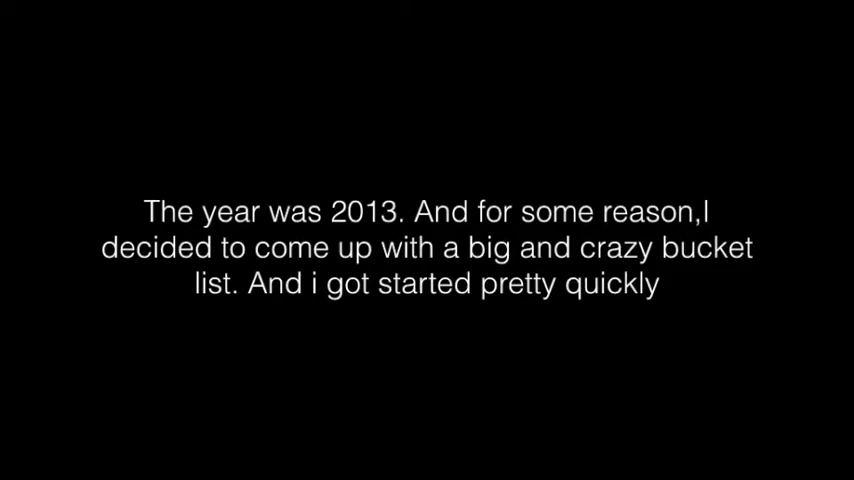 The year was 2013. And for some reason,I
decided to come up with a big and crazy bucket
list. And i got started pretty quickly